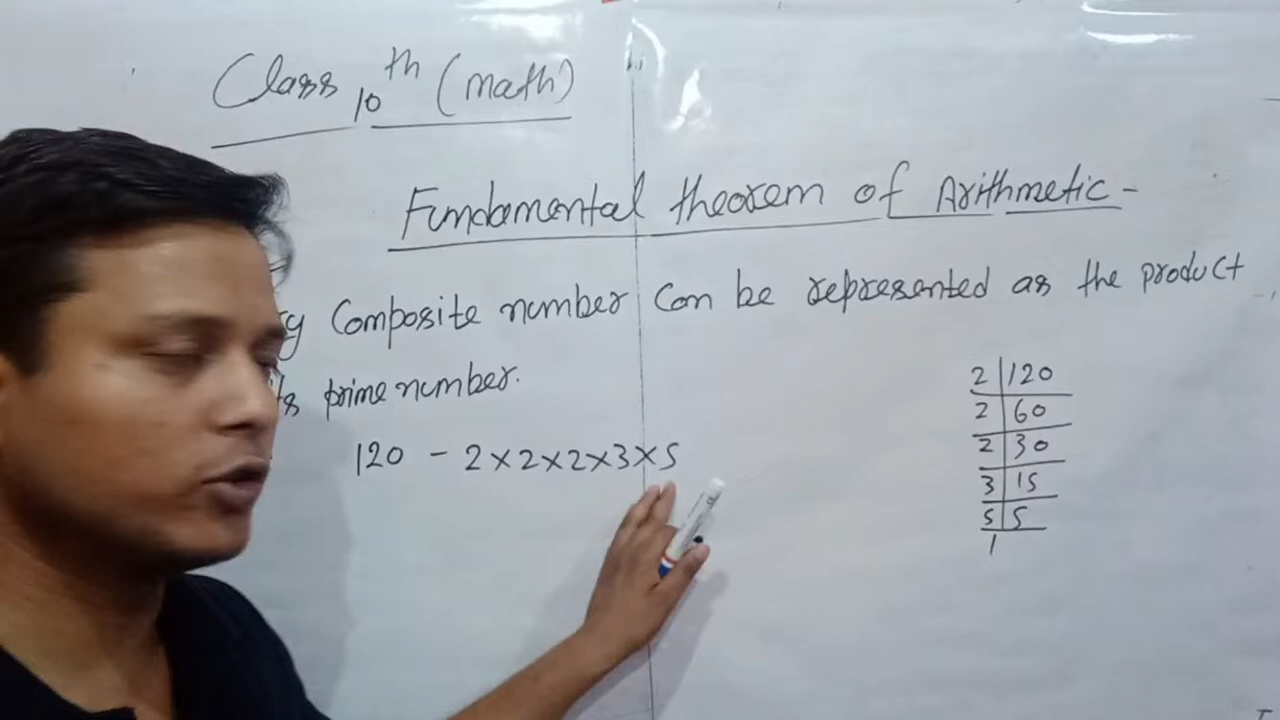 Class 10th (math)
Fundamental theorem of Arithmetic -
Composite number can be represented as the product
prime number.
120 - 2×2×2×3×5
2 | 120
2 | 60
2 | 30
3 | 15
5 | 5
1